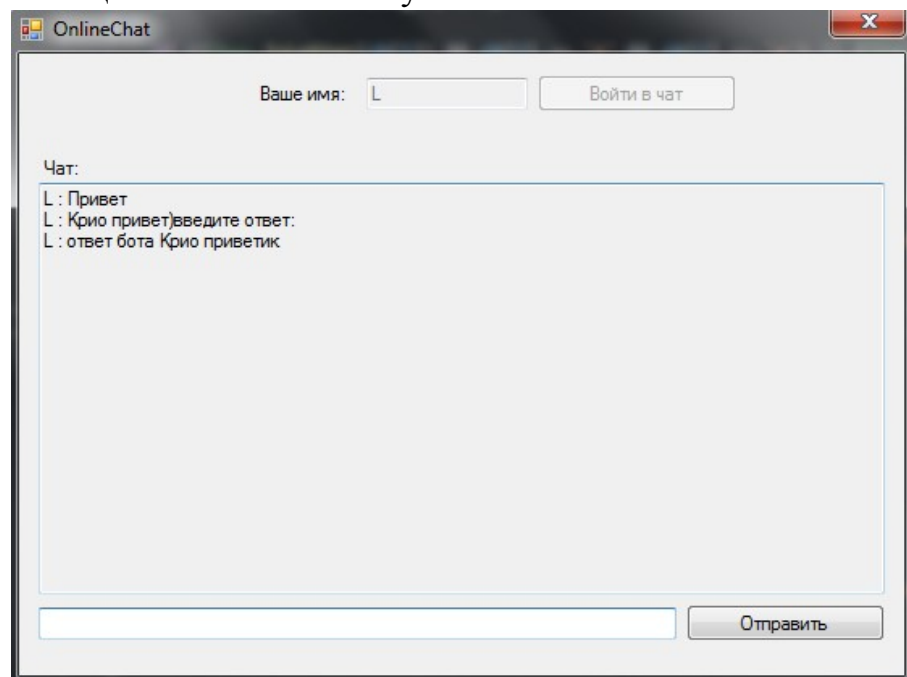 OnlineChat
x
Ваше имя: L Войти в чат
Чат:
L : Привет
L : Крио привет)введите ответ:
L : ответ бота Крио приветик
Отправить